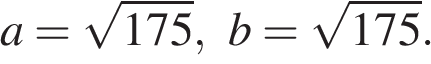 a = √175, b = √175.